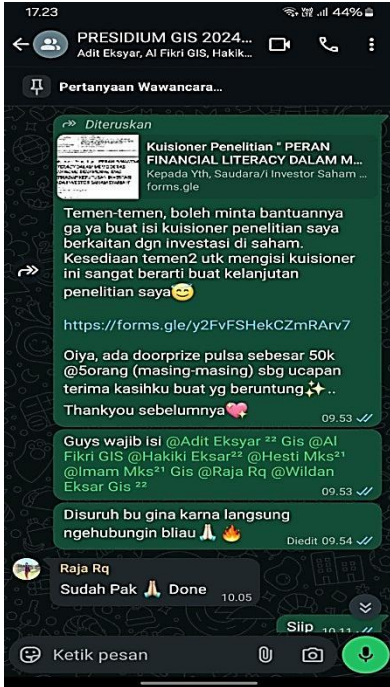 17.23
44%
PRESIDIUM GIS 2024...
Adit Eksyar, Al Fikri GIS, Hakik...
Pertanyaan Wawancara...
Diteruskan
Kuisioner Penelitian " PERAN
FINANCIAL LITERACY DALAM M...
Kepada Yth, Saudara/i Investor Saham ...
forms.gle
Temen-temen, boleh minta bantuannya
ga ya buat isi kuisioner penelitian saya
berkaitan dgn investasi di saham.
Kesediaan temen2 utk mengisi kuisioner
ini sangat berarti buat kelanjutan
penelitian saya😇
https://forms.gle/y2FvFSHekCZmRArv7
Oiya, ada doorprize pulsa sebesar 50k
@5orang (masing-masing) sbg ucapan
terima kasihku buat yg beruntung✨..
Thankyou sebelumnya💖
09.53
Guys wajib isi @Adit Eksyar ²² Gis @Al
Fikri GIS @Hakiki Eksar²² @Hesti Mks²¹
@Imam Mks²¹ Gis @Raja Rq @Wildan
Eksar Gis ²²
09.53
Disuruh bu gina karna langsung
ngehubungin bliau 🙏🏻 🔥
Diedit 09.54
Raja Rq
Sudah Pak 🙏🏻 Done
10.05
Siip
10.11
Ketik pesan